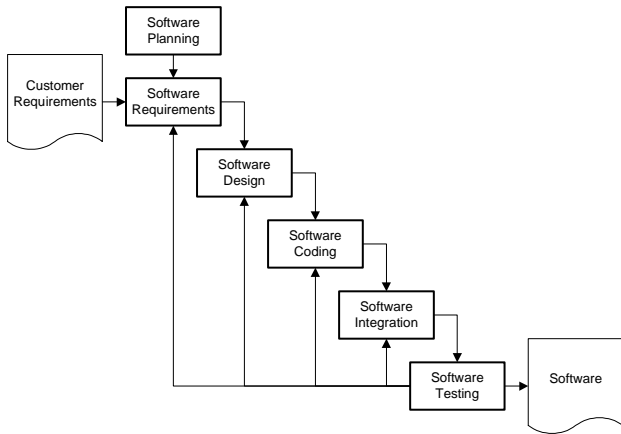 Software
Planning
Customer
Requirements
Software
Requirements
Software
Design
Software
Coding
Software
Integration
Software
Testing
Software